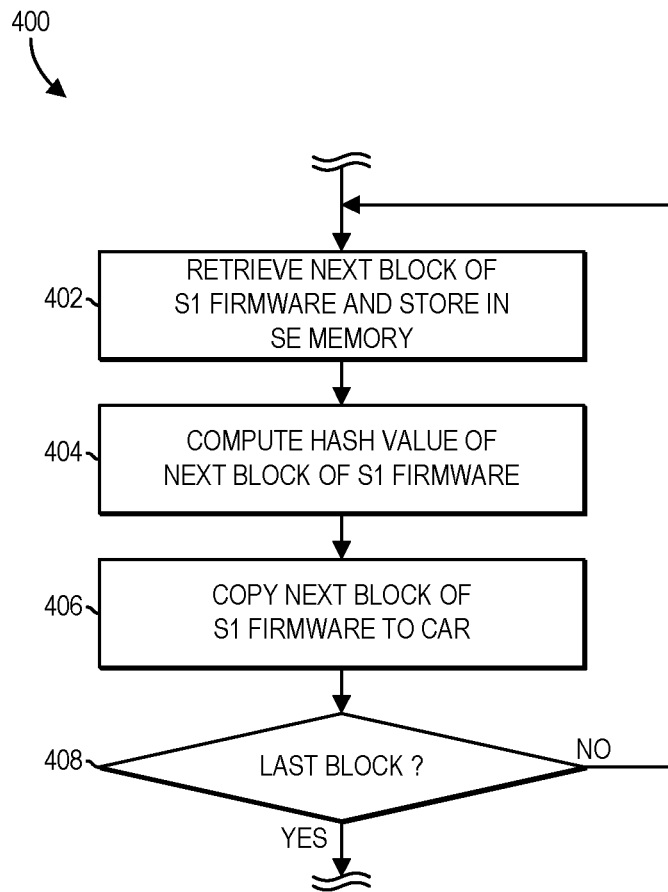 400
402
RETRIEVE NEXT BLOCK OF
S1 FIRMWARE AND STORE IN
SE MEMORY
404
COMPUTE HASH VALUE OF
NEXT BLOCK OF S1 FIRMWARE
406
COPY NEXT BLOCK OF
S1 FIRMWARE TO CAR
408
LAST BLOCK ?
NO
YES